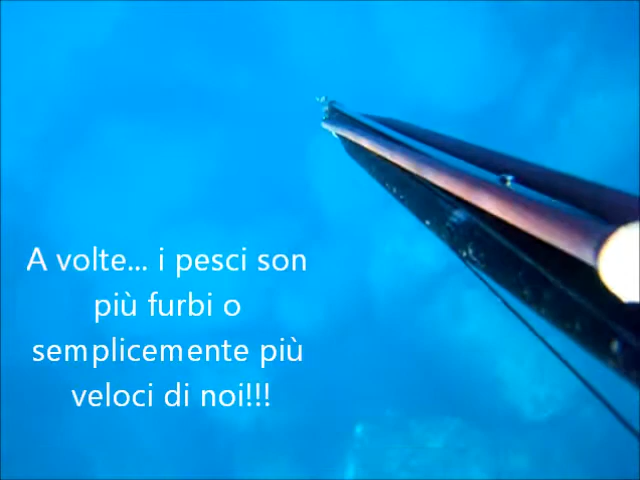 A volte... i pesci son
più furbi o
semplicemente più
veloci di noi!!!